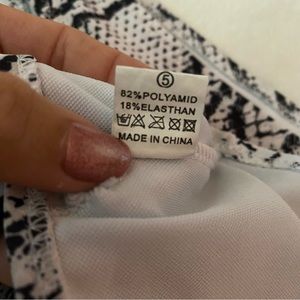 5
82%POLYAMID
18%ELASTHAN
MADE IN CHINA